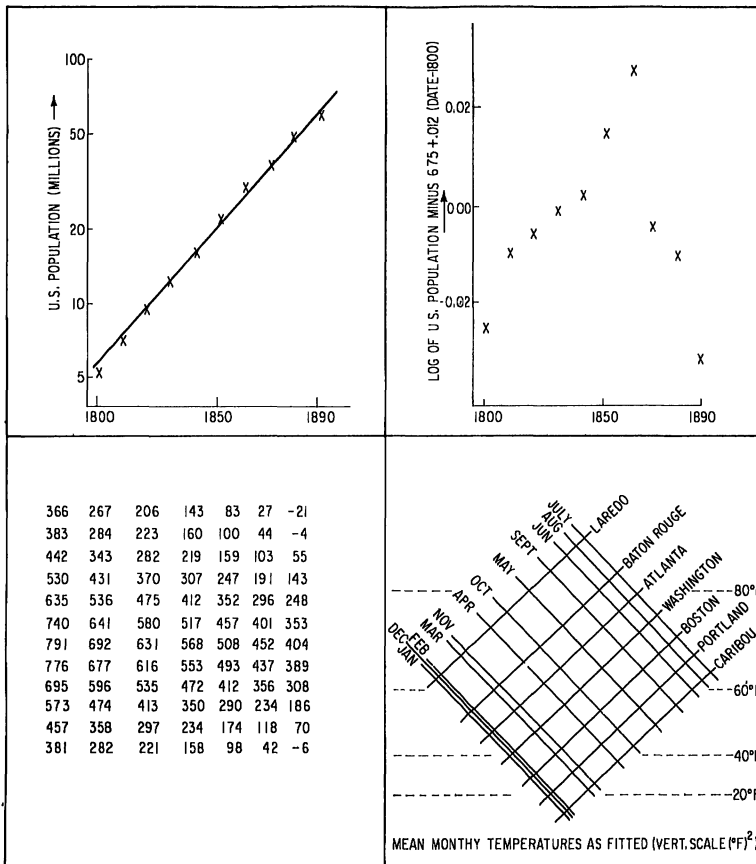 100
50
20
10
5
U.S. POPULATION (MILLIONS)
1800 1850 1890
0.02
0.00
-0.02
LOG OF U.S. POPULATION MINUS 6 75 +.012 (DATE-1800)
1800 1850 1890
366 267 206 143 83 27 -21
383 284 223 160 100 44 -4
442 343 282 219 159 103 55
530 431 370 307 247 191 143
635 536 475 412 352 296 248
740 641 580 517 457 401 353
791 692 631 568 508 452 404
776 677 616 553 493 437 389
695 596 535 472 412 356 308
573 474 413 350 290 234 186
457 358 297 234 174 118 70
381 282 221 158 98 42 -6
JULY
AUG
JUN
SEPT
MAY
OCT
APR
NOV
MAR
DEC
FEB
JAN
LAREDO
BATON ROUGE
ATLANTA
WASHINGTON
BOSTON
PORTLAND
CARIBOU
80°F
60°F
40°F
20°F
MEAN MONTHY TEMPERATURES AS FITTED (VERT. SCALE (°F)²